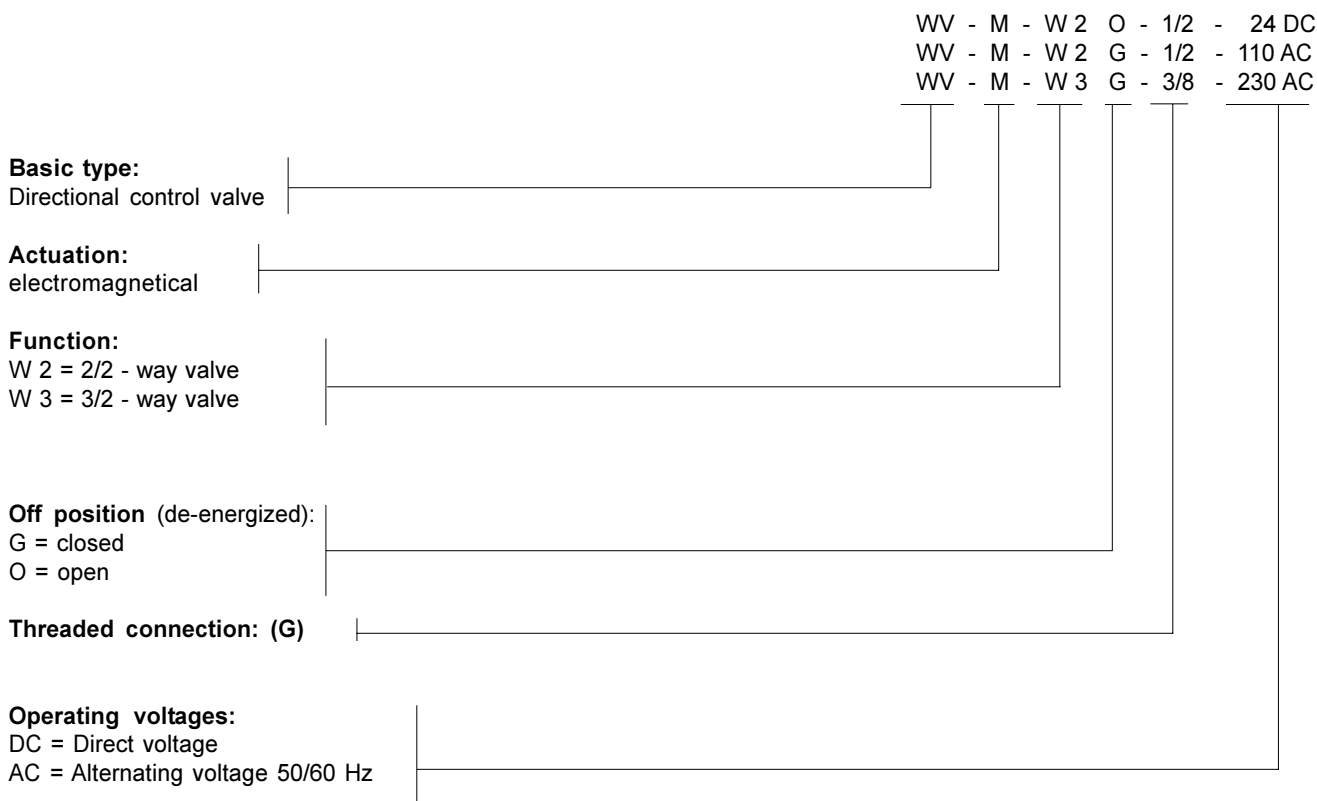 WV - M - W 2 O - 1/2 - 24 DC
WV - M - W 2 G - 1/2 - 110 AC
WV - M - W 3 G - 3/8 - 230 AC
Basic type:
Directional control valve
Actuation:
electromagnetical
Function:
W 2 = 2/2 - way valve
W 3 = 3/2 - way valve
Off position (de-energized):
G = closed
O = open
Threaded connection: (G)
Operating voltages:
DC = Direct voltage
AC = Alternating voltage 50/60 Hz